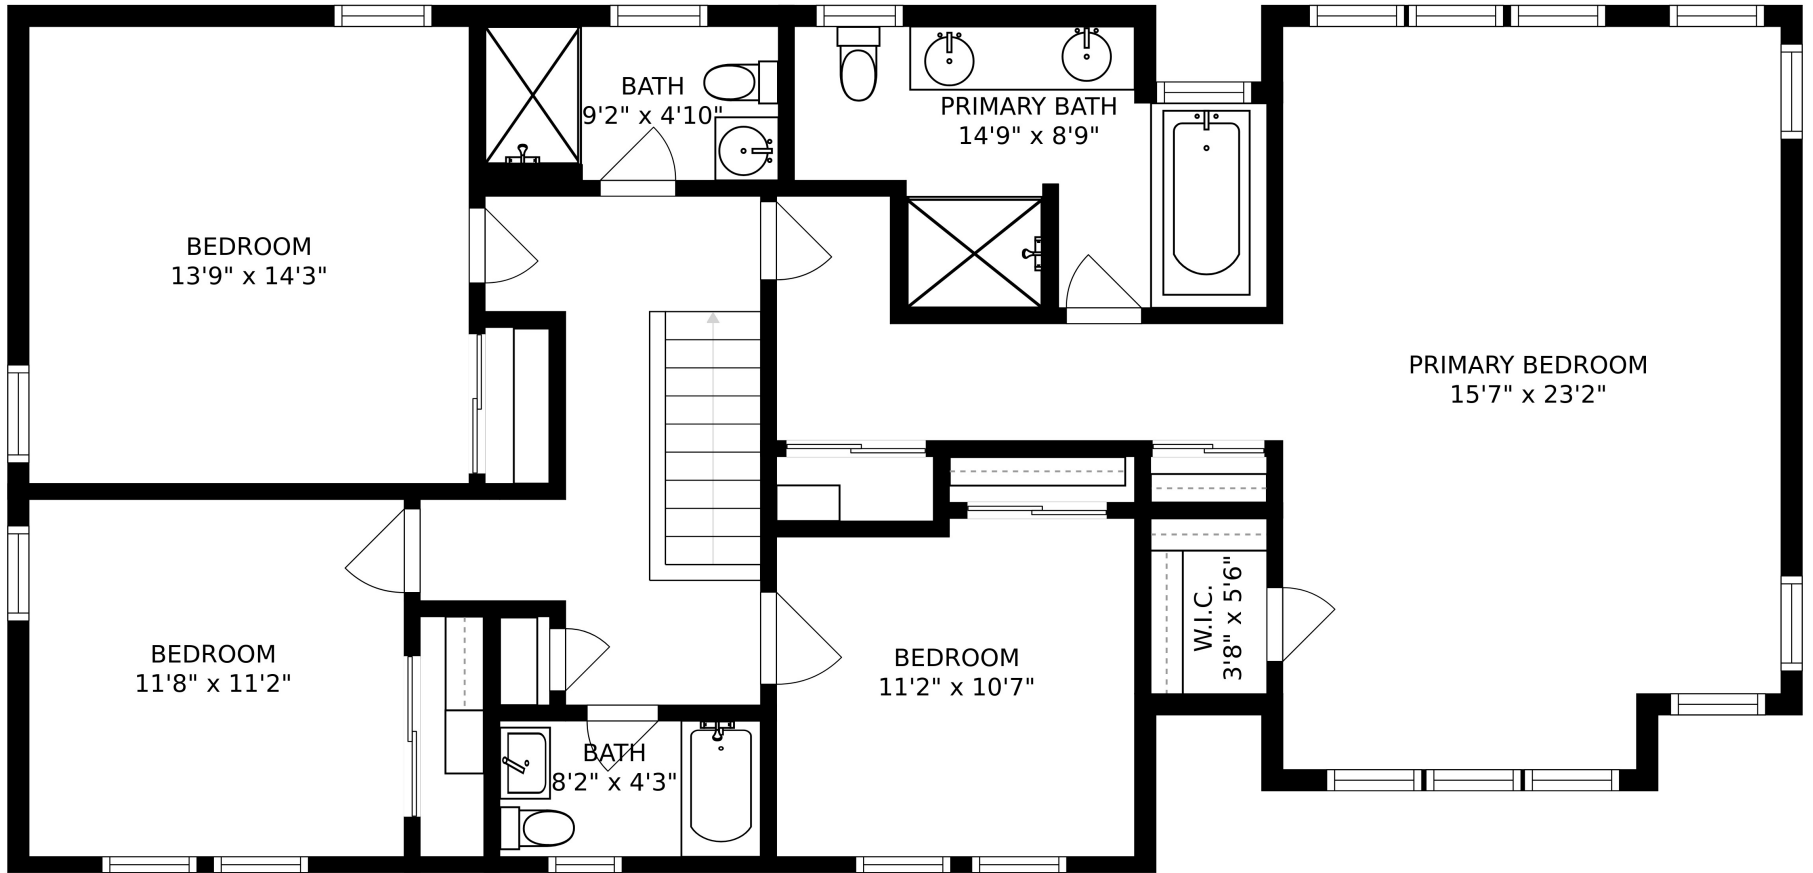 BATH
9'2" x 4'10"
PRIMARY BATH
14'9" x 8'9"
BEDROOM
13'9" x 14'3"
PRIMARY BEDROOM
15'7" x 23'2"
BEDROOM
11'8" x 11'2"
BATH
8'2" x 4'3"
BEDROOM
11'2" x 10'7"
W.I.C.
3'8" x 5'6"